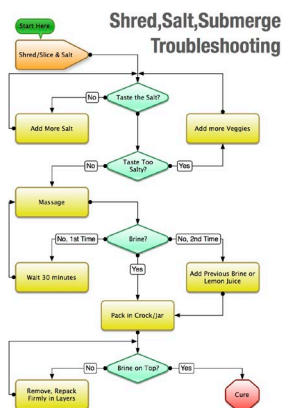 Shred,Salt,Submerge
Troubleshooting
Start Here
Shred/Slice & Salt
Taste the Salt?
No
Add More Salt
Add more Veggies
Taste Too
Salty?
No
Yes
Massage
Brine?
No, 1st Time
No, 2nd Time
Yes
Wait 30 minutes
Add Previous Brine or
Lemon Juice
Pack in Crock/Jar
Brine on Top?
No
Yes
Remove, Repack
Firmly in Layers
Cure